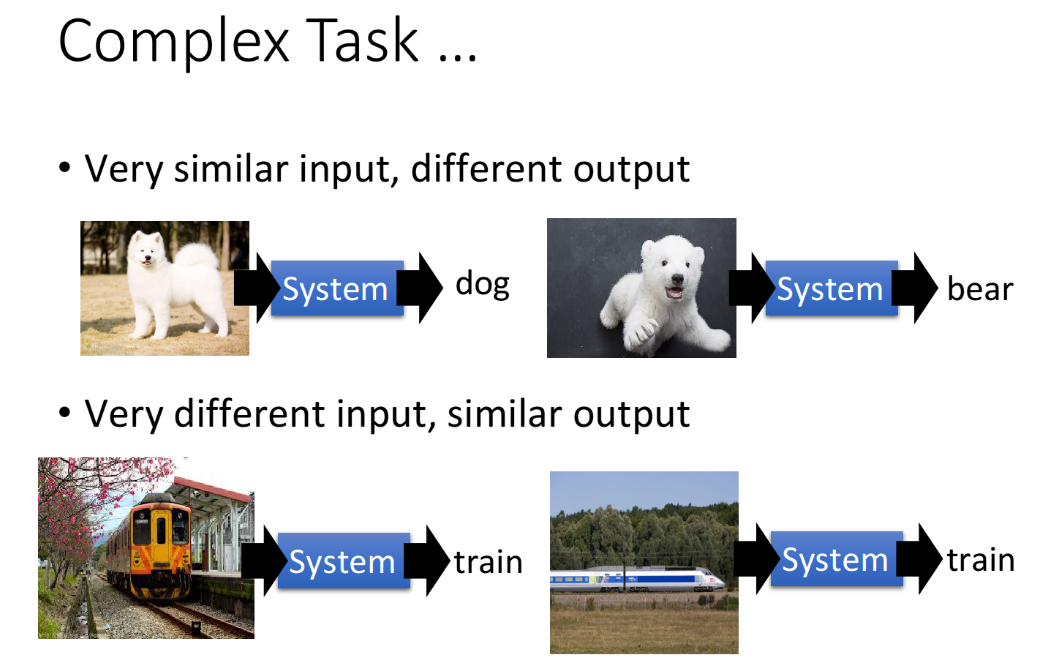 Complex Task ...
• Very similar input, different output
System
dog
System
bear
• Very different input, similar output
System
train
System
train